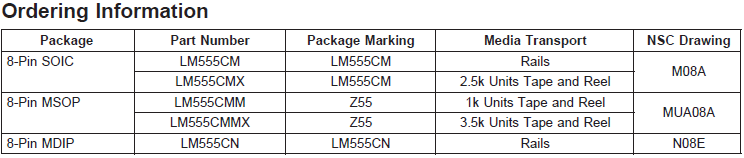 Ordering Information
Package Part Number Package Marking Media Transport NSC Drawing
8-Pin SOIC LM555CM LM555CM Rails M08A
LM555CMX LM555CM 2.5k Units Tape and Reel
8-Pin MSOP LM555CMM Z55 1k Units Tape and Reel MUA08A
LM555CMMX Z55 3.5k Units Tape and Reel
8-Pin MDIP LM555CN LM555CN Rails N08E